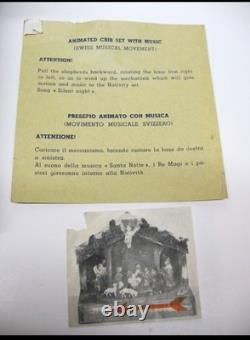 ANIMATED CRIB SET WITH MUSIC
(SWISS MUSICAL MOVEMENT)
ATTENTION!
Pull the shepherds backward, rotating the base from right
to left, so as to wind up the mechanism which will give
motion and music to the Nativity set.
Song « Silent night ».
PRESEPIO ANIMATO CON MUSICA
(MOVIMENTO MUSICALE SVIZZERO)
ATTENZIONE!
Caricare il meccanismo, facendo ruotare la base da destra
a sinistra.
Al suono della musica « Santa Notte », i Re Magi e i pa-
stori gireranno intorno alla Natività
ebay